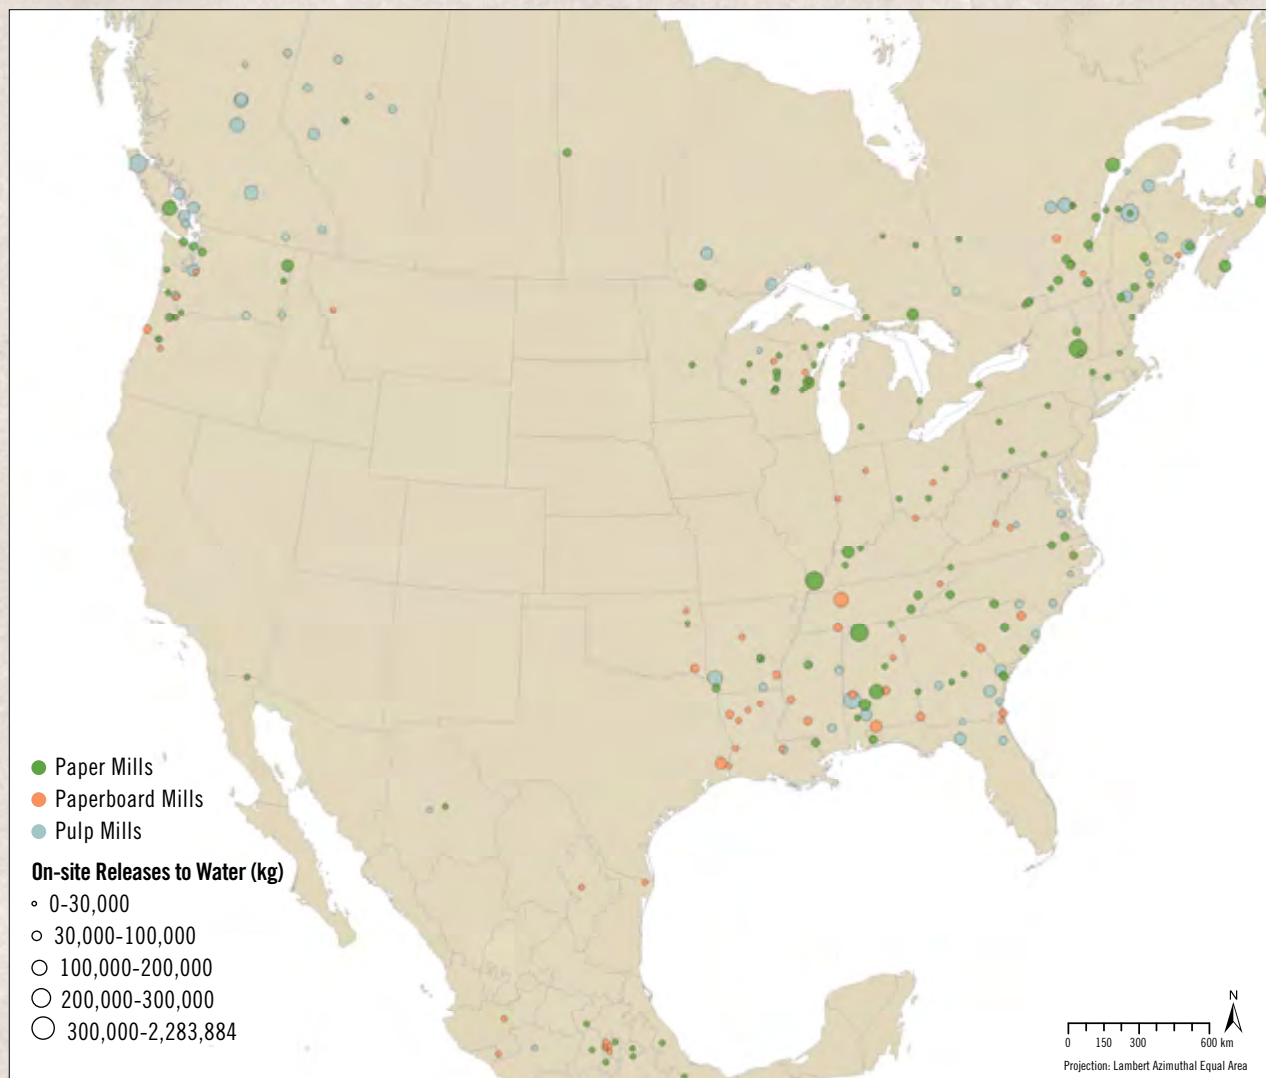 Paper Mills
Paperboard Mills
Pulp Mills
On-site Releases to Water (kg)
0-30,000
30,000-100,000
100,000-200,000
200,000-300,000
300,000-2,283,884
N
0 150 300 600 km
Projection: Lambert Azimuthal Equal Area